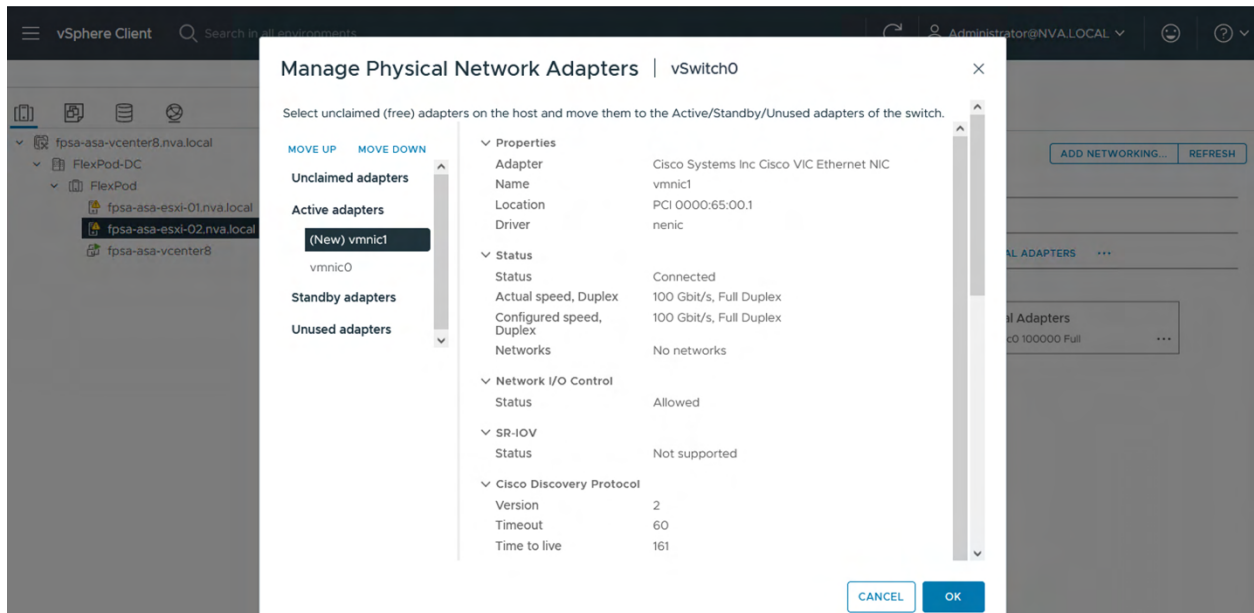 vSphere Client
Search in all environments
Administrator@NVA.LOCAL
Manage Physical Network Adapters | vSwitch0
Select unclaimed (free) adapters on the host and move them to the Active/Standby/Unused adapters of the switch.
fpsa-asa-vcenter8.nva.local
FlexPod-DC
FlexPod
fpsa-asa-esxi-01.nva.local
fpsa-asa-esxi-02.nva.local
fpsa-asa-vcenter8
MOVE UP MOVE DOWN
Unclaimed adapters
Active adapters
(New) vmnic1
vmnic0
Standby adapters
Unused adapters
Properties
Adapter Cisco Systems Inc Cisco VIC Ethernet NIC
Name vmnic1
Location PCI 0000:65:00.1
Driver nenic
Status
Status Connected
Actual speed, Duplex 100 Gbit/s, Full Duplex
Configured speed, 100 Gbit/s, Full Duplex
Duplex
Networks No networks
Network I/O Control
Status Allowed
SR-IOV
Status Not supported
Cisco Discovery Protocol
Version 2
Timeout 60
Time to live 161
CANCEL OK
ADD NETWORKING... REFRESH
AL ADAPTERS ...
al Adapters
c0 100000 Full ...